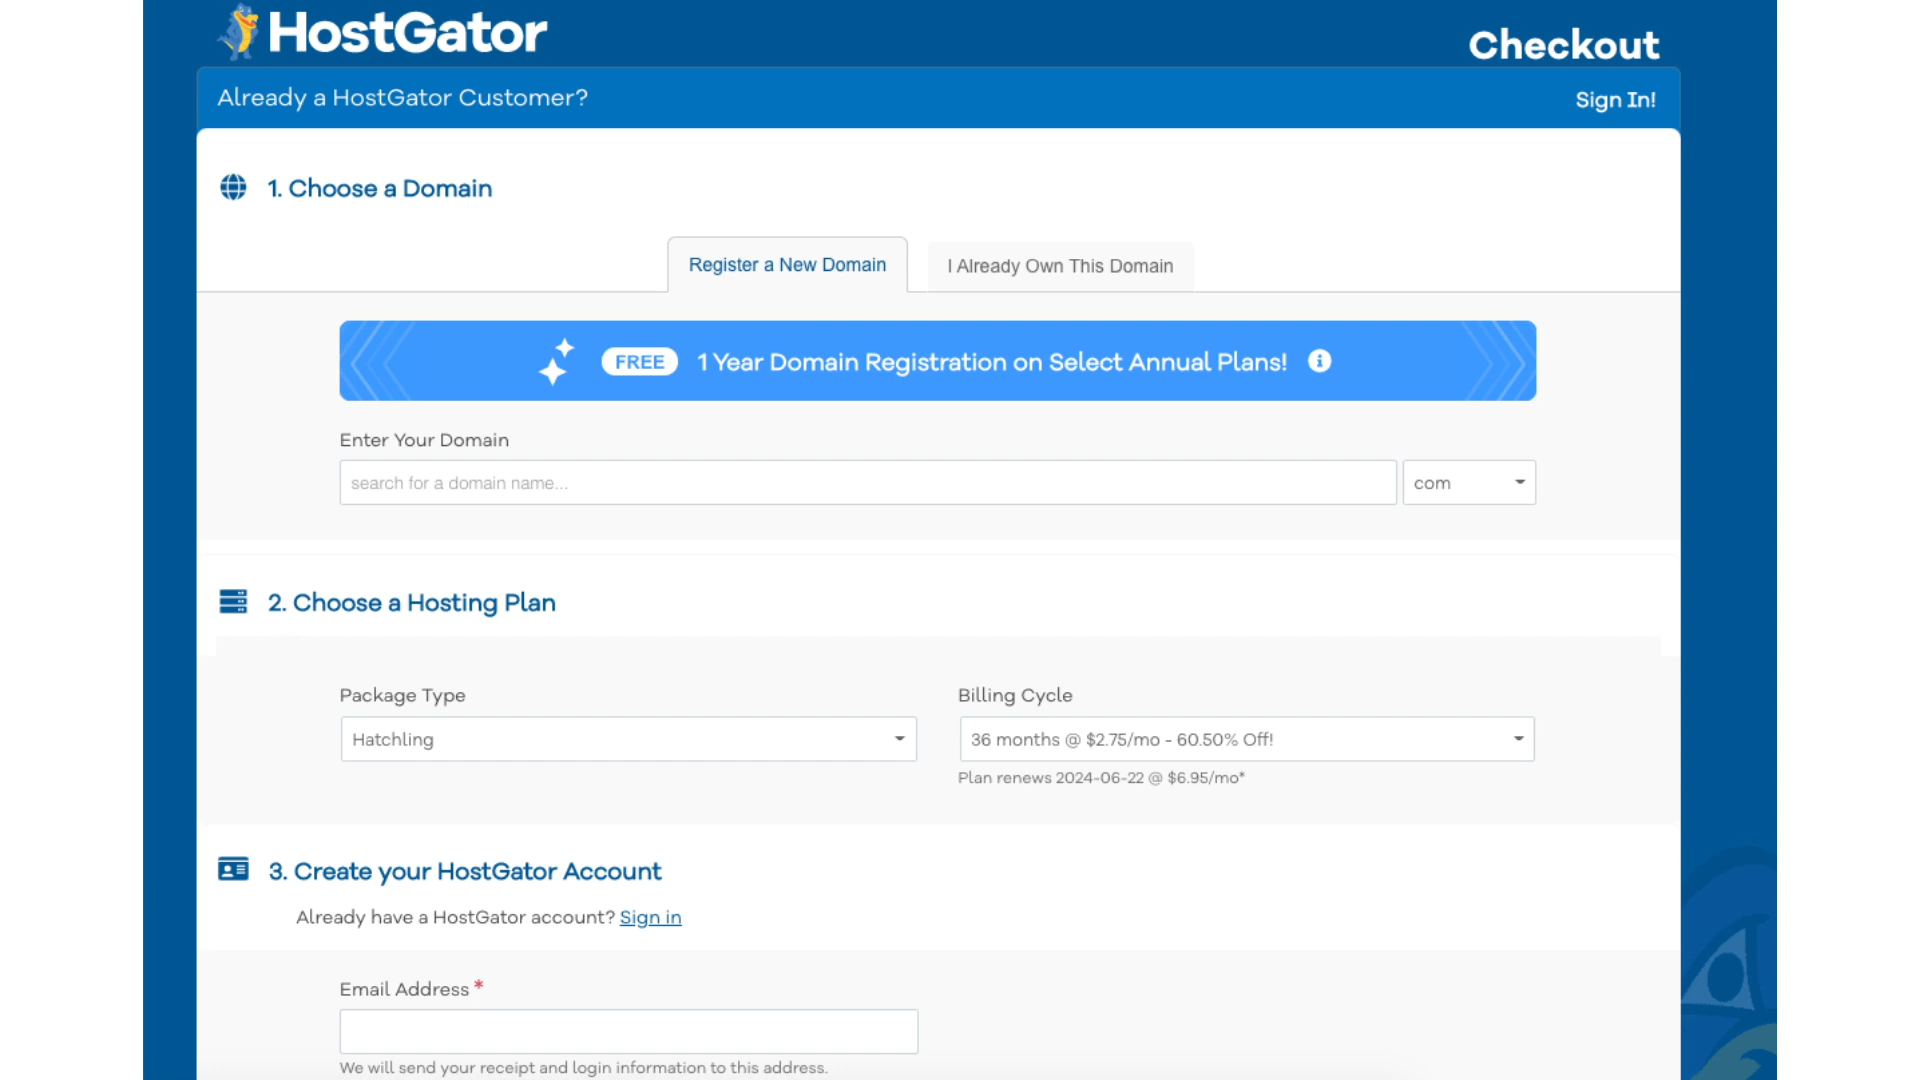 HostGator
Checkout
Already a HostGator Customer?
Sign In!
1. Choose a Domain
Register a New Domain
I Already Own This Domain
FREE 1 Year Domain Registration on Select Annual Plans!
Enter Your Domain
search for a domain name...
com
2. Choose a Hosting Plan
Package Type
Billing Cycle
Hatchling
36 months @ $2.75/mo - 60.50% Off!
Plan renews 2024-06-22 @ $6.95/mo*
3. Create your HostGator Account
Already have a HostGator account? Sign in
Email Address *
We will send your receipt and login information to this address.